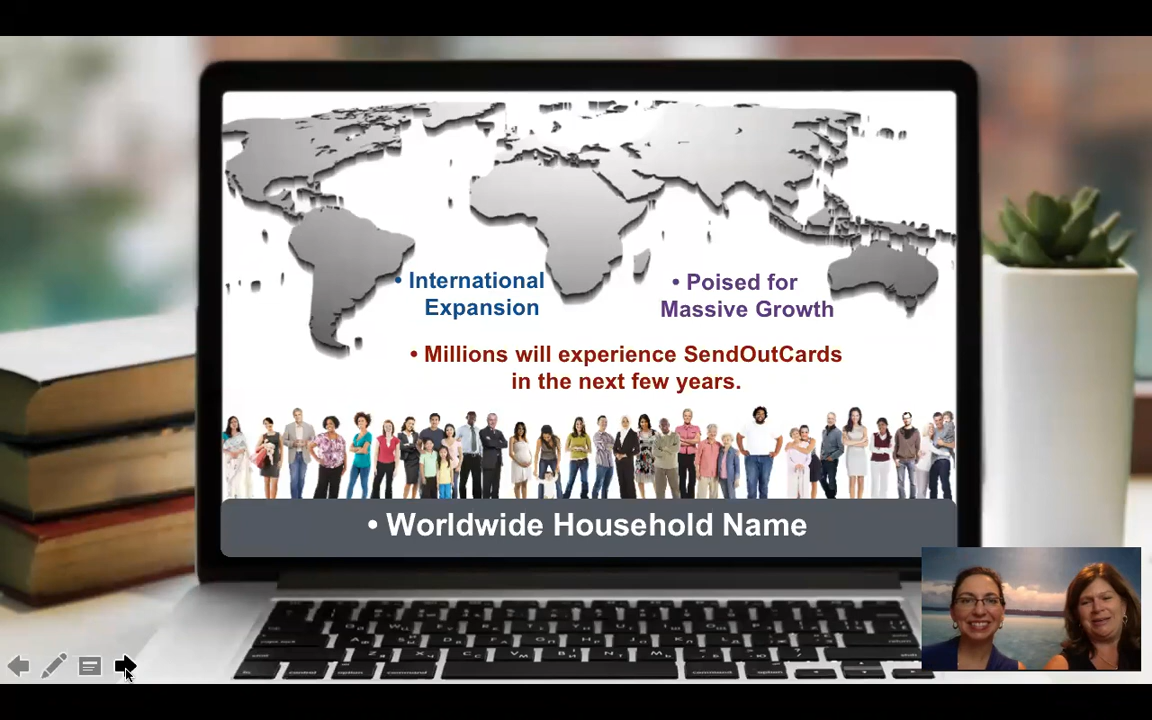 • International
Expansion
• Poised for
Massive Growth
• Millions will experience SendOutCards
in the next few years.
• Worldwide Household Name